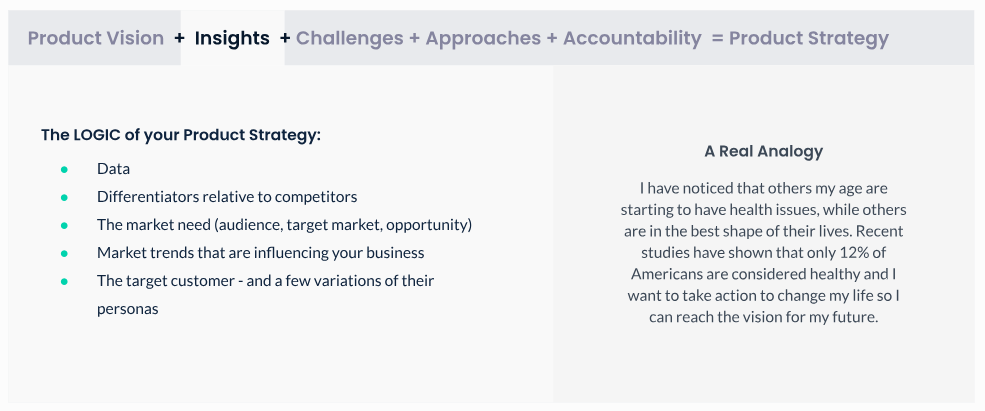 Product Vision + Insights + Challenges + Approaches + Accountability = Product Strategy
The LOGIC of your Product Strategy:
• Data
• Differentiators relative to competitors
• The market need (audience, target market, opportunity)
• Market trends that are influencing your business
• The target customer - and a few variations of their
personas
A Real Analogy
I have noticed that others my age are
starting to have health issues, while others
are in the best shape of their lives. Recent
studies have shown that only 12% of
Americans are considered healthy and I
want to take action to change my life so I
can reach the vision for my future.